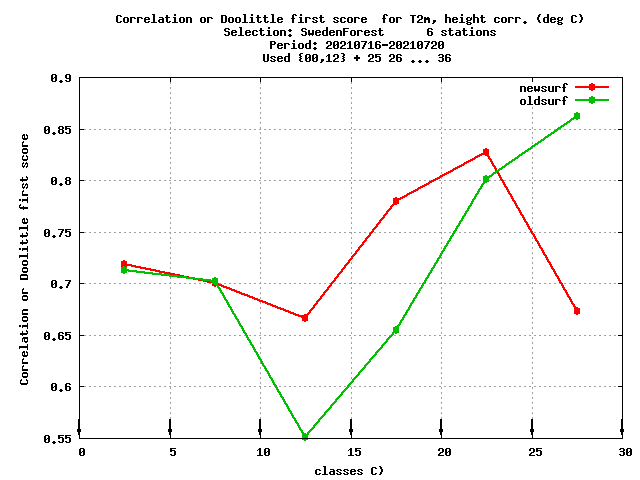 Correlation or Doolittle first score  for T2m, height corr. (deg C)
Selection: SwedenForest      6 stations
Period: 20210716-20210720
Used {00,12} + 25 26 ... 36
newsurf
oldsurf
Correlation or Doolittle first score
0.9
0.85
0.8
0.75
0.7
0.65
0.6
0.55
0 5 10 15 20 25 30
classes C)